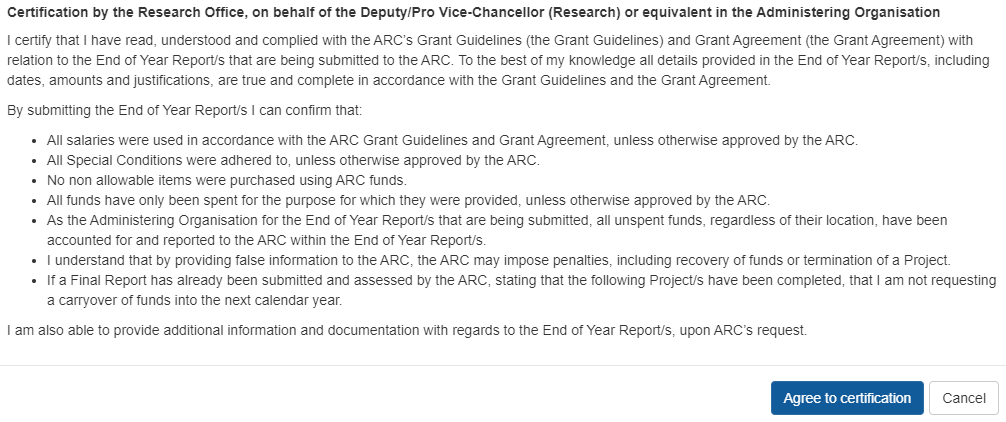 Certification by the Research Office, on behalf of the Deputy/Pro Vice-Chancellor (Research) or equivalent in the Administering Organisation
I certify that I have read, understood and complied with the ARC's Grant Guidelines (the Grant Guidelines) and Grant Agreement (the Grant Agreement) with
relation to the End of Year Report/s that are being submitted to the ARC. To the best of my knowledge all details provided in the End of Year Report/s, including
dates, amounts and justifications, are true and complete in accordance with the Grant Guidelines and the Grant Agreement.
By submitting the End of Year Report/s I can confirm that:
• All salaries were used in accordance with the ARC Grant Guidelines and Grant Agreement, unless otherwise approved by the ARC.
• All Special Conditions were adhered to, unless otherwise approved by the ARC.
• No non allowable items were purchased using ARC funds.
• All funds have only been spent for the purpose for which they were provided, unless otherwise approved by the ARC.
• As the Administering Organisation for the End of Year Report/s that are being submitted, all unspent funds, regardless of their location, have been
accounted for and reported to the ARC within the End of Year Report/s.
• I understand that by providing false information to the ARC, the ARC may impose penalties, including recovery of funds or termination of a Project.
• If a Final Report has already been submitted and assessed by the ARC, stating that the following Project/s have been completed, that I am not requesting
a carryover of funds into the next calendar year.
I am also able to provide additional information and documentation with regards to the End of Year Report/s, upon ARC's request.
Agree to certification Cancel